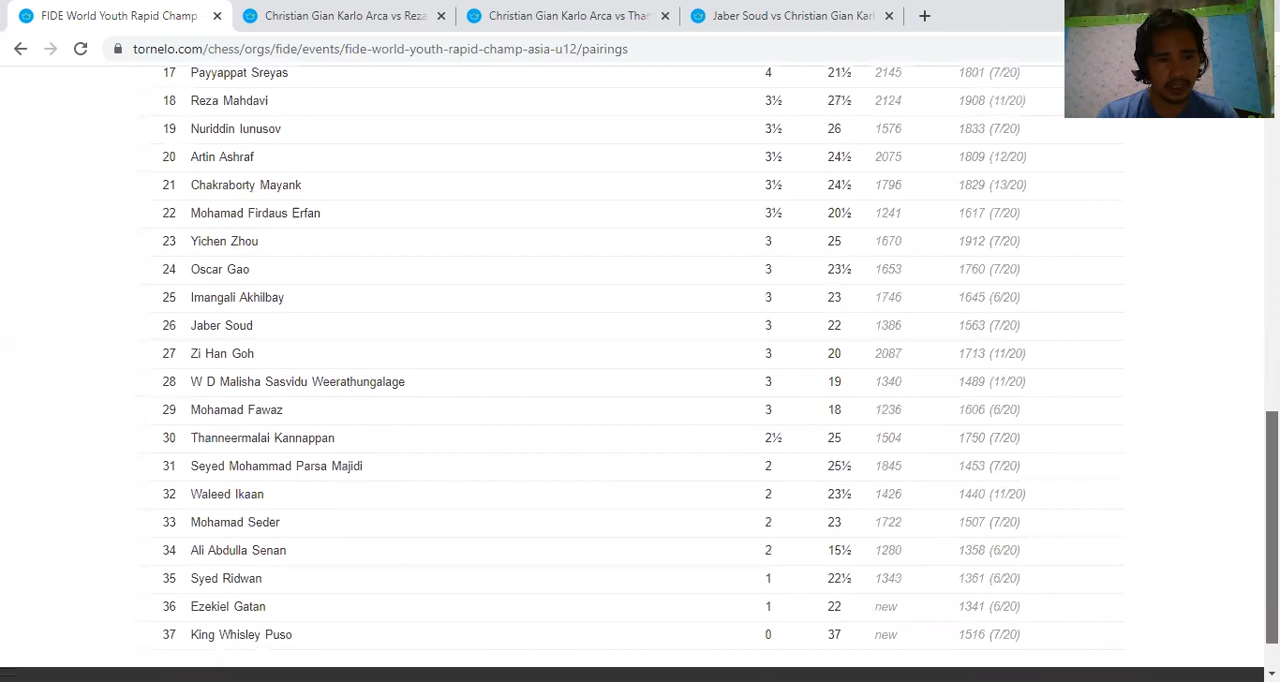 FIDE World Youth Rapid Champ
Christian Gian Karlo Arca vs Reza
Christian Gian Karlo Arca vs Than
Jaber Soud vs Christian Gian Karl
tornelo.com/chess/orgs/fide/events/fide-world-youth-rapid-champ-asia-u12/pairings
17 Payyappat Sreyas 4 21½ 2145 1801 (7/20)
18 Reza Mahdavi 3½ 27½ 2124 1908 (11/20)
19 Nuriddin Iunusov 3½ 26 1576 1833 (7/20)
20 Artin Ashraf 3½ 24½ 2075 1809 (12/20)
21 Chakraborty Mayank 3½ 24½ 1796 1829 (13/20)
22 Mohamad Firdaus Erfan 3½ 20½ 1241 1617 (7/20)
23 Yichen Zhou 3 25 1670 1912 (7/20)
24 Oscar Gao 3 23½ 1653 1760 (7/20)
25 Imangali Akhilbay 3 23 1746 1645 (6/20)
26 Jaber Soud 3 22 1386 1563 (7/20)
27 Zi Han Goh 3 20 2087 1713 (11/20)
28 W D Malisha Sasvidu Weerathungalage 3 19 1340 1489 (11/20)
29 Mohamad Fawaz 3 18 1236 1606 (6/20)
30 Thanneermalai Kannappan 2½ 25 1504 1750 (7/20)
31 Seyed Mohammad Parsa Majidi 2 25½ 1845 1453 (7/20)
32 Waleed Ikaan 2 23½ 1426 1440 (11/20)
33 Mohamad Seder 2 23 1722 1507 (7/20)
34 Ali Abdulla Senan 2 15½ 1280 1358 (6/20)
35 Syed Ridwan 1 22½ 1343 1361 (6/20)
36 Ezekiel Gatan 1 22 new 1341 (6/20)
37 King Whisley Puso 0 37 new 1516 (7/20)